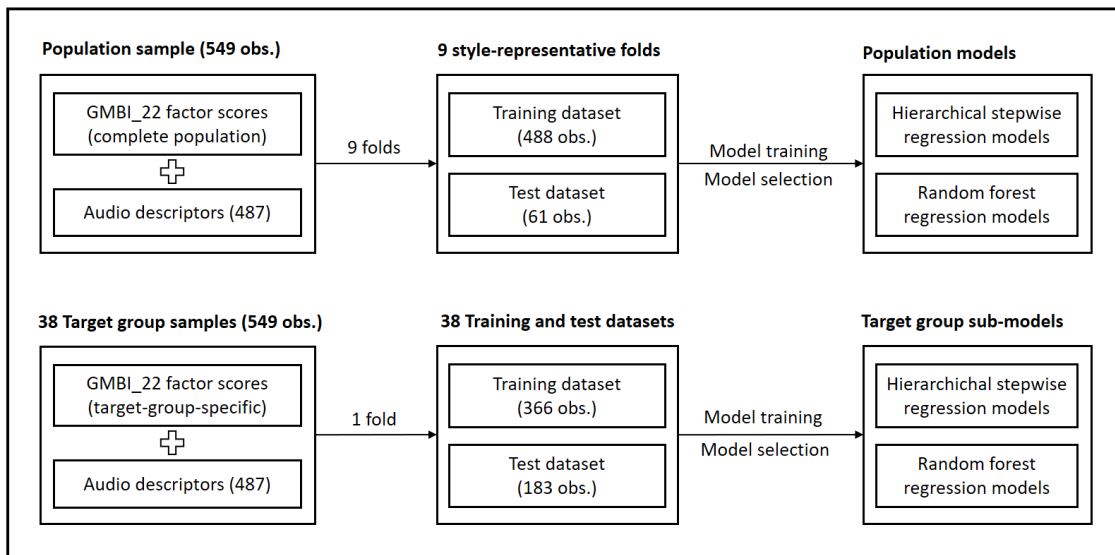 Population sample (549 obs.)
GMBI_22 factor scores
(complete population)
Audio descriptors (487)
9 folds
9 style-representative folds
Training dataset
(488 obs.)
Test dataset
(61 obs.)
Model training
Model selection
Population models
Hierarchical stepwise
regression models
Random forest
regression models
38 Target group samples (549 obs.)
GMBI_22 factor scores
(target-group-specific)
Audio descriptors (487)
1 fold
38 Training and test datasets
Training dataset
(366 obs.)
Test dataset
(183 obs.)
Model training
Model selection
Target group sub-models
Hierarchichal stepwise
regression models
Random forest
regression models